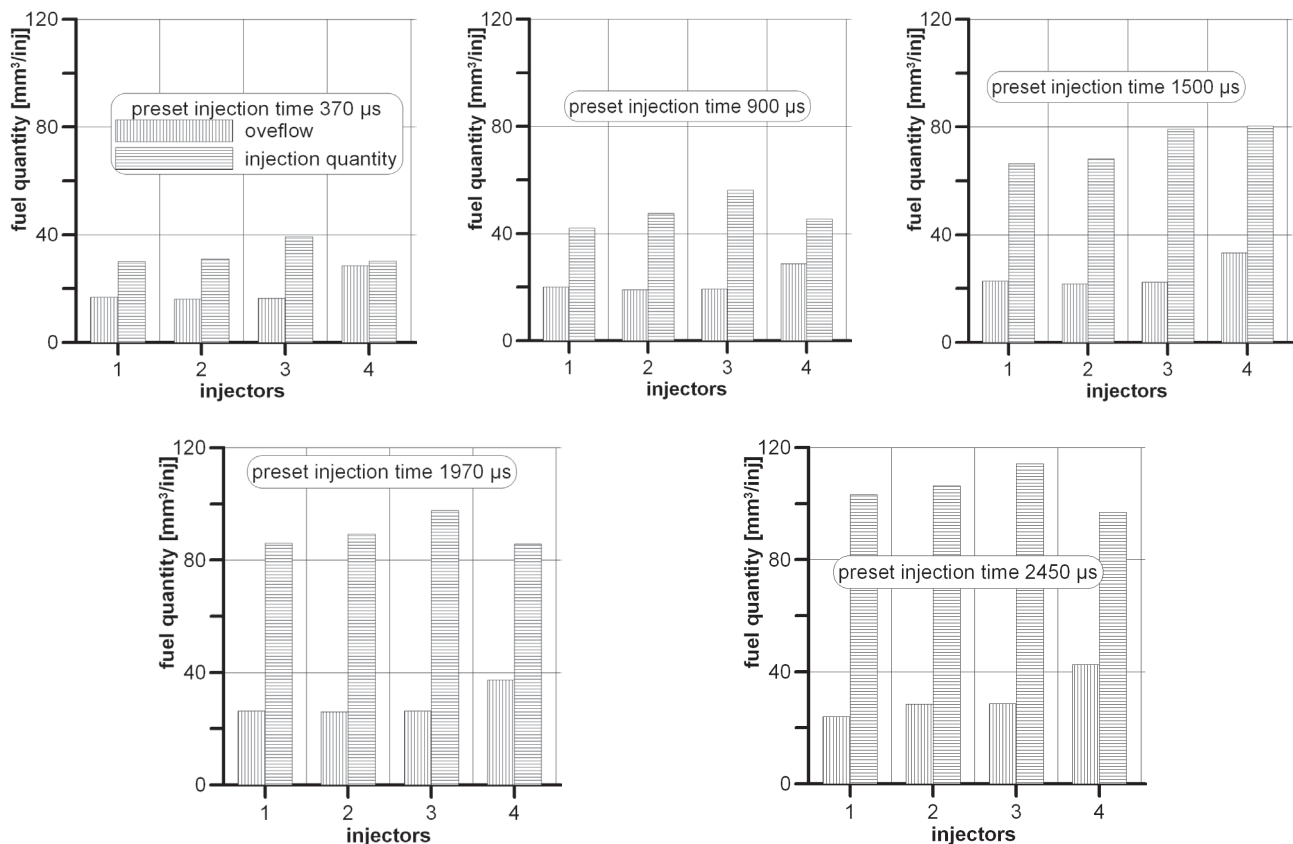 120
80
40
0
fuel quantity [mm³/inj]
preset injection time 370 µs
oveflow
injection quantity
1 2 3 4
injectors
120
80
40
0
fuel quantity [mm³/inj]
preset injection time 900 µs
1 2 3 4
injectors
120
80
40
0
fuel quantity [mm³/inj]
preset injection time 1500 µs
1 2 3 4
injectors
120
80
40
0
fuel quantity [mm³/inj]
preset injection time 1970 µs
1 2 3 4
injectors
120
80
40
0
fuel quantity [mm³/inj]
preset injection time 2450 µs
1 2 3 4
injectors